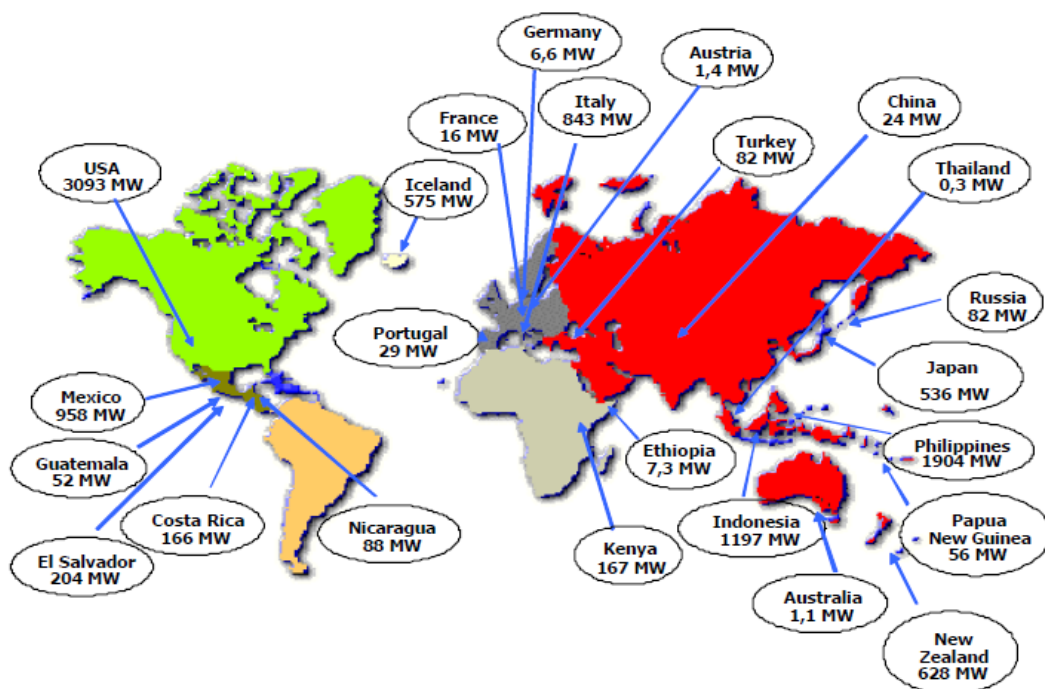 Germany
6,6 MW
Austria
1,4 MW
Italy
843 MW
China
24 MW
France
16 MW
Turkey
82 MW
USA
3093 MW
Iceland
575 MW
Thailand
0,3 MW
Russia
82 MW
Portugal
29 MW
Japan
536 MW
Mexico
958 MW
Philippines
1904 MW
Ethiopia
7,3 MW
Guatemala
52 MW
Costa Rica
166 MW
Nicaragua
88 MW
Indonesia
1197 MW
Papua
New Guinea
56 MW
Kenya
167 MW
El Salvador
204 MW
Australia
1,1 MW
New
Zealand
628 MW